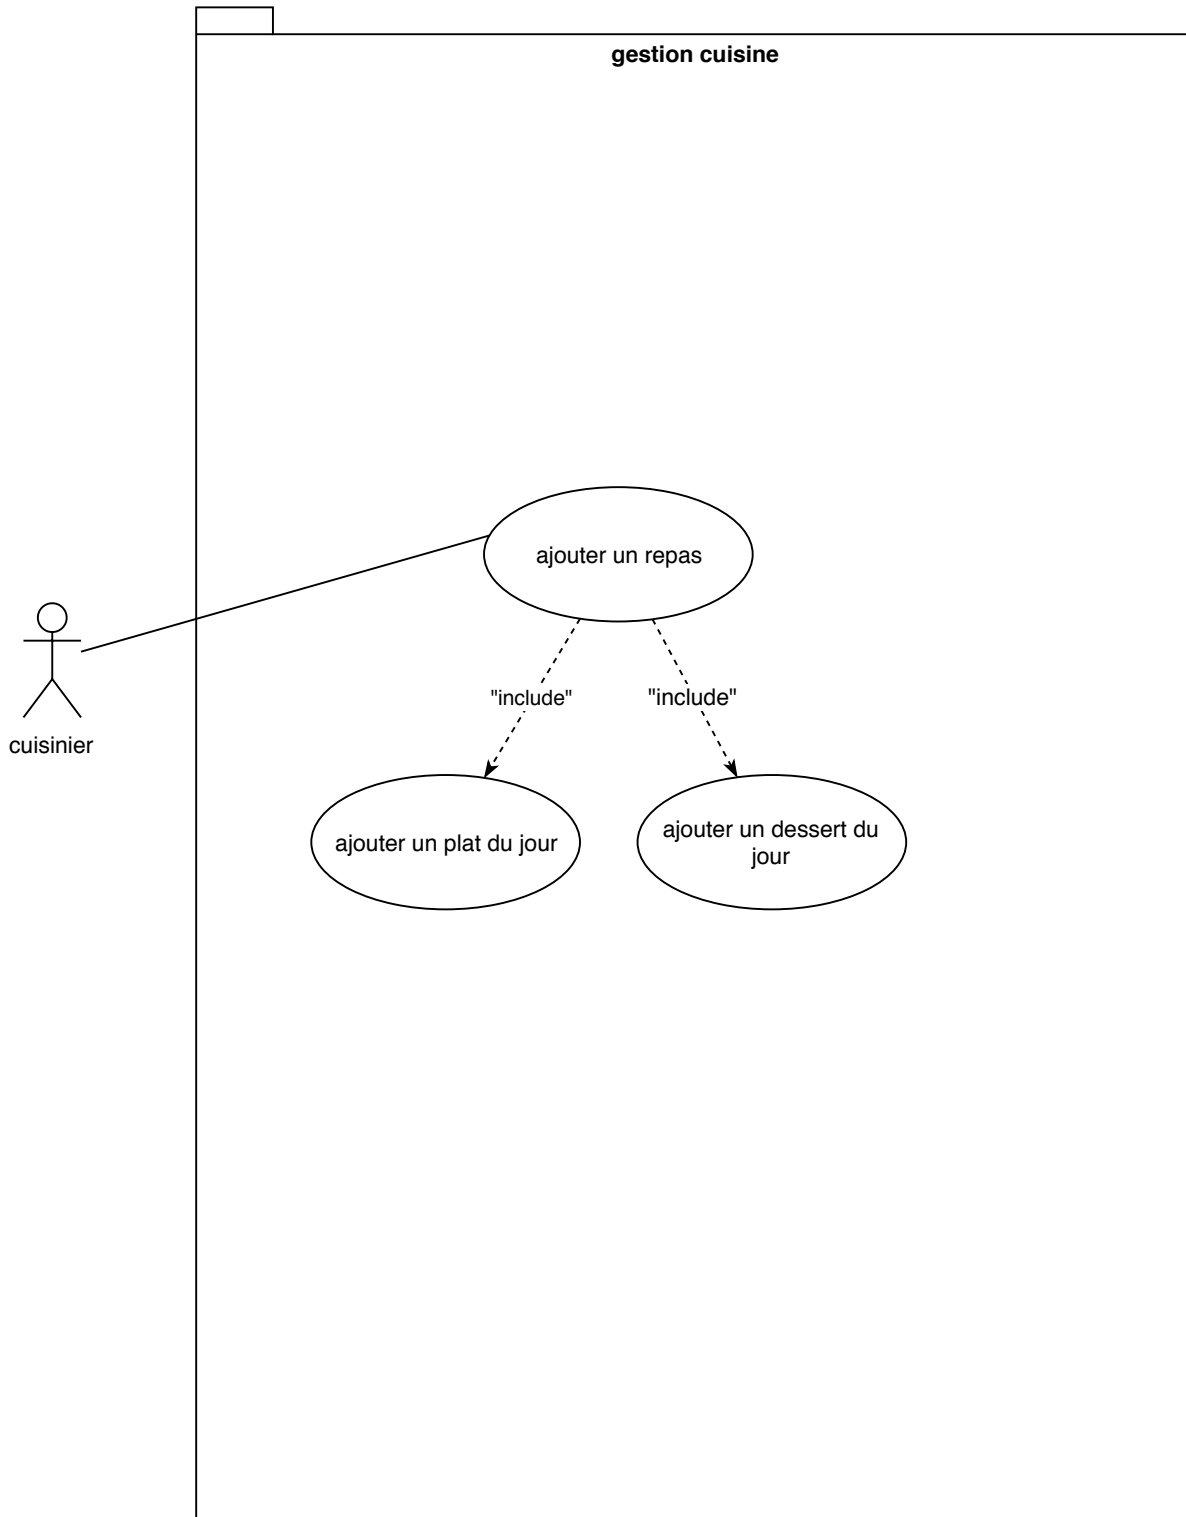 gestion cuisine
ajouter un repas
"include"
"include"
cuisinier
ajouter un plat du jour
ajouter un dessert du
jour